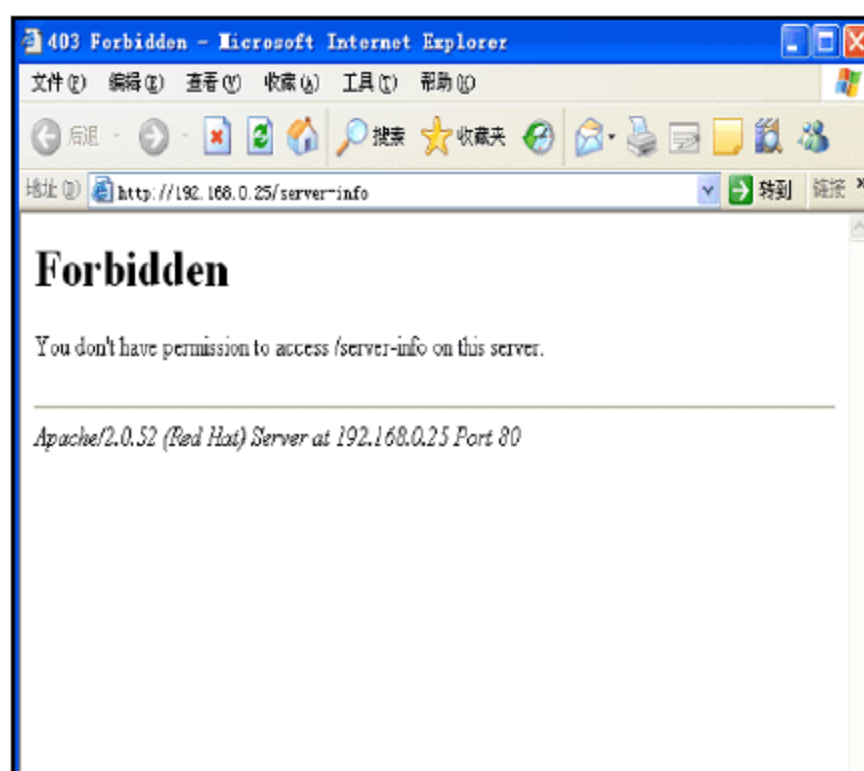 403 Forbidden - Microsoft Internet Explorer
文件(F) 编辑(E) 查看(V) 收藏(A) 工具(T) 帮助(H)
后退 搜索 收藏夹
地址(D) http://192.168.0.25/server-info 转到 链接 »
Forbidden
You don't have permission to access /server-info on this server.
Apache/2.0.52 (Red Hat) Server at 192.168.0.25 Port 80